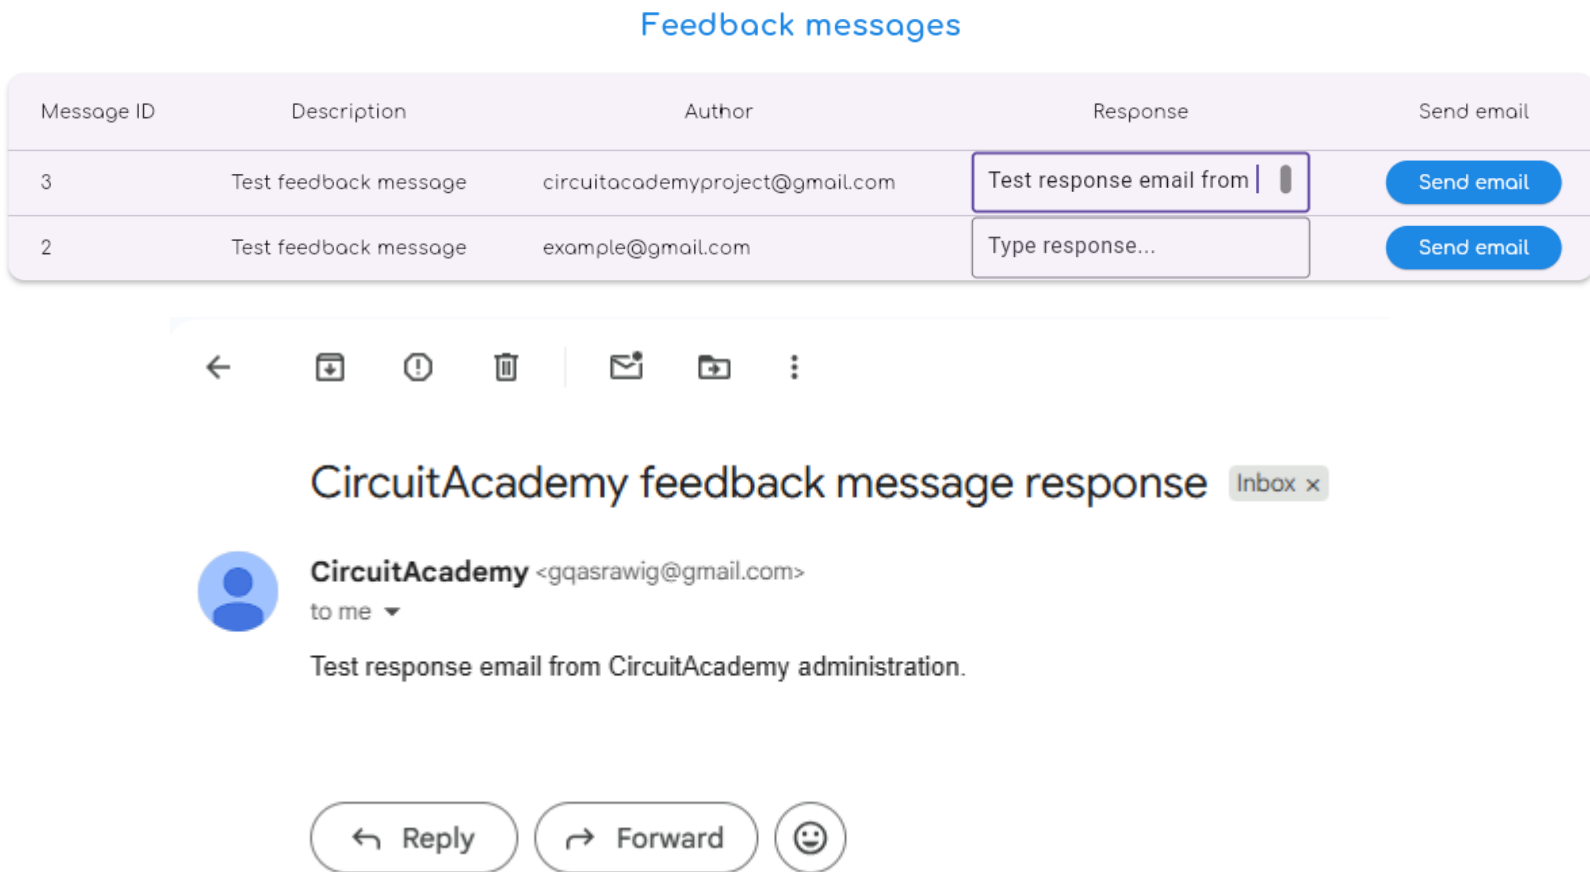 Feedback messages
Message ID Description Author Response Send email
3 Test feedback message circuitacademyproject@gmail.com Test response email from Send email
2 Test feedback message example@gmail.com Type response... Send email
CircuitAcademy feedback message response Inbox ×
CircuitAcademy <gqasrawig@gmail.com>
to me
Test response email from CircuitAcademy administration.
Reply Forward